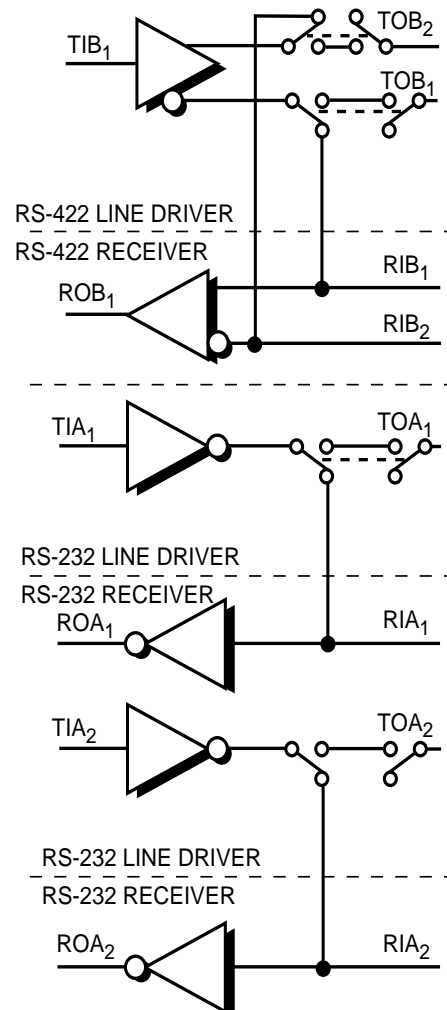 TOB₂
TIB₁
TOB₁
RS-422 LINE DRIVER
RS-422 RECEIVER
RIB₁
ROB₁
RIB₂
TIA₁
TOA₁
RS-232 LINE DRIVER
RS-232 RECEIVER
ROA₁
RIA₁
TIA₂
TOA₂
RS-232 LINE DRIVER
RS-232 RECEIVER
ROA₂
RIA₂